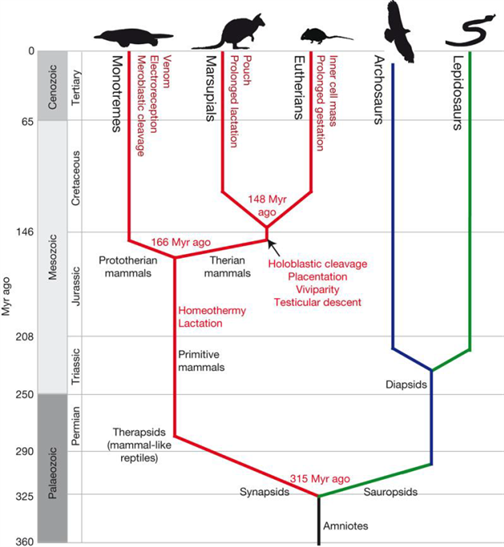 0
65
146
208
250
290
325
360
Myr ago
Cenozoic
Mesozoic
Palaeozoic
Tertiary
Cretaceous
Jurassic
Triassic
Permian
Monotremes
Venom
Electroreception
Meroblastic cleavage
Marsupials
Pouch
Prolonged lactation
Eutherians
Inner cell mass
Prolonged gestation
Archosaurs
Lepidosaurs
148 Myr
ago
166 Myr ago
Prototherian
mammals
Therian
mammals
Holoblastic cleavage
Placentation
Viviparity
Testicular descent
Homeothermy
Lactation
Primitive
mammals
Diapsids
Therapsids
(mammal-like
reptiles)
315 Myr ago
Synapsids
Sauropsids
Amniotes